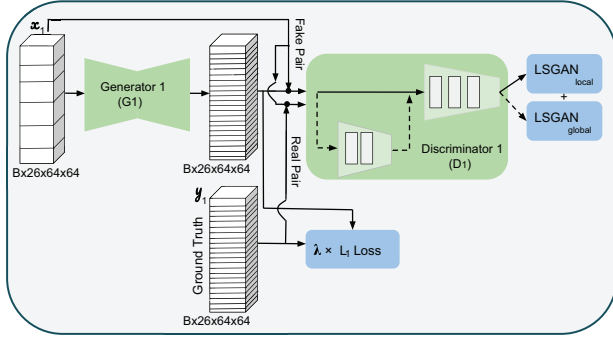 x1
Generator 1
(G1)
Bx26x64x64
Bx26x64x64
Fake Pair
Real Pair
Discriminator 1
(D1)
LSGAN local
+
LSGAN global
y1
Ground Truth
Bx26x64x64
λ × L1 Loss